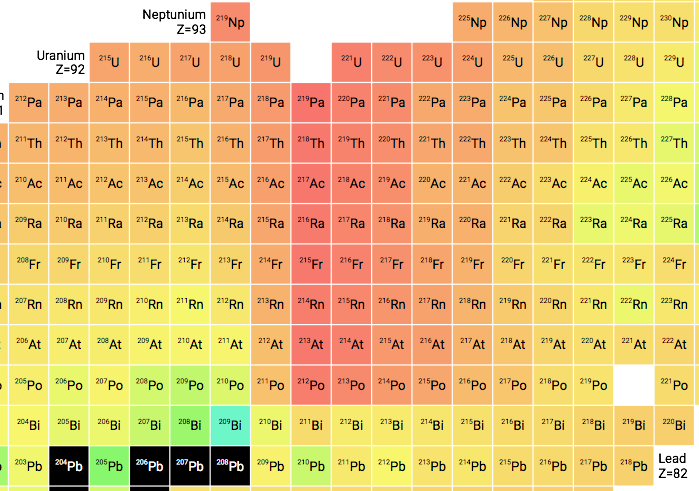 Neptunium
Z=93
219Np 225Np 226Np 227Np 228Np 229Np 230Np
Uranium
Z=92
215U 216U 217U 218U 219U 221U 222U 223U 224U 225U 226U 227U 228U 229U
212Pa 213Pa 214Pa 215Pa 216Pa 217Pa 218Pa 219Pa 220Pa 221Pa 222Pa 223Pa 224Pa 225Pa 226Pa 227Pa 228Pa
211Th 212Th 213Th 214Th 215Th 216Th 217Th 218Th 219Th 220Th 221Th 222Th 223Th 224Th 225Th 226Th 227Th
210Ac 211Ac 212Ac 213Ac 214Ac 215Ac 216Ac 217Ac 218Ac 219Ac 220Ac 221Ac 222Ac 223Ac 224Ac 225Ac 226Ac
209Ra 210Ra 211Ra 212Ra 213Ra 214Ra 215Ra 216Ra 217Ra 218Ra 219Ra 220Ra 221Ra 222Ra 223Ra 224Ra 225Ra
208Fr 209Fr 210Fr 211Fr 212Fr 213Fr 214Fr 215Fr 216Fr 217Fr 218Fr 219Fr 220Fr 221Fr 222Fr 223Fr 224Fr
207Rn 208Rn 209Rn 210Rn 211Rn 212Rn 213Rn 214Rn 215Rn 216Rn 217Rn 218Rn 219Rn 220Rn 221Rn 222Rn 223Rn
206At 207At 208At 209At 210At 211At 212At 213At 214At 215At 216At 217At 218At 219At 220At 221At 222At
205Po 206Po 207Po 208Po 209Po 210Po 211Po 212Po 213Po 214Po 215Po 216Po 217Po 218Po 219Po 221Po
204Bi 205Bi 206Bi 207Bi 208Bi 209Bi 210Bi 211Bi 212Bi 213Bi 214Bi 215Bi 216Bi 217Bi 218Bi 219Bi 220Bi
203Pb 204Pb 205Pb 206Pb 207Pb 208Pb 209Pb 210Pb 211Pb 212Pb 213Pb 214Pb 215Pb 216Pb 217Pb 218Pb
Lead
Z=82